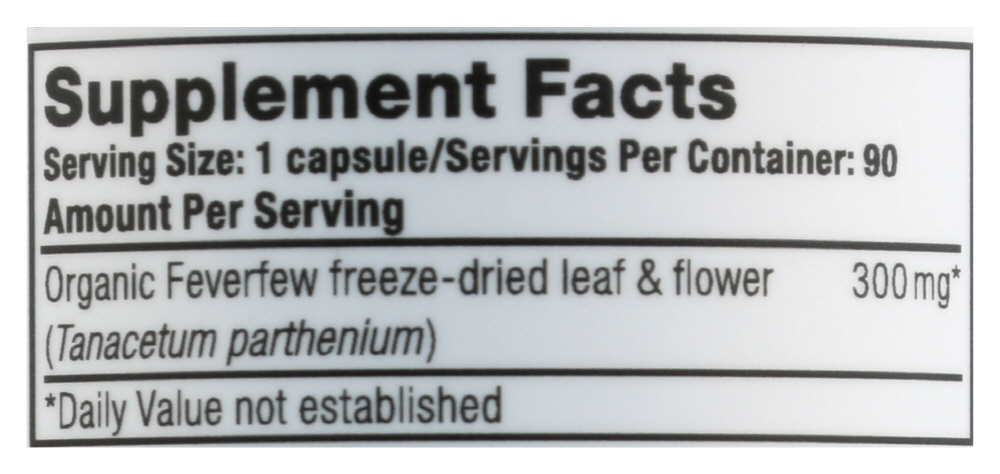 Supplement Facts
Serving Size: 1 capsule/Servings Per Container: 90
Amount Per Serving
Organic Feverfew freeze-dried leaf & flower 300 mg*
(Tanacetum parthenium)
*Daily Value not established